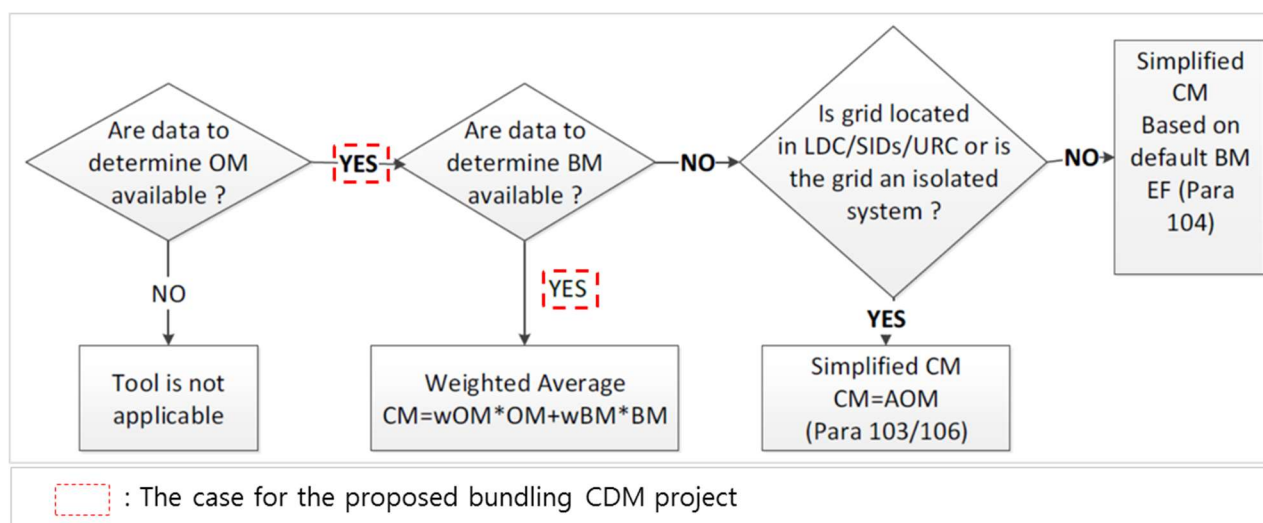 Are data to
determine OM
available ?
YES
Are data to
determine BM
available ?
NO
Is grid located
in LDC/SIDs/URC or is
the grid an isolated
system ?
NO
Simplified
CM
Based on
default BM
EF (Para
104)
NO
YES
YES
Tool is not
applicable
Weighted Average
CM=wOM*OM+wBM*BM
Simplified CM
CM=AOM
(Para 103/106)
: The case for the proposed bundling CDM project